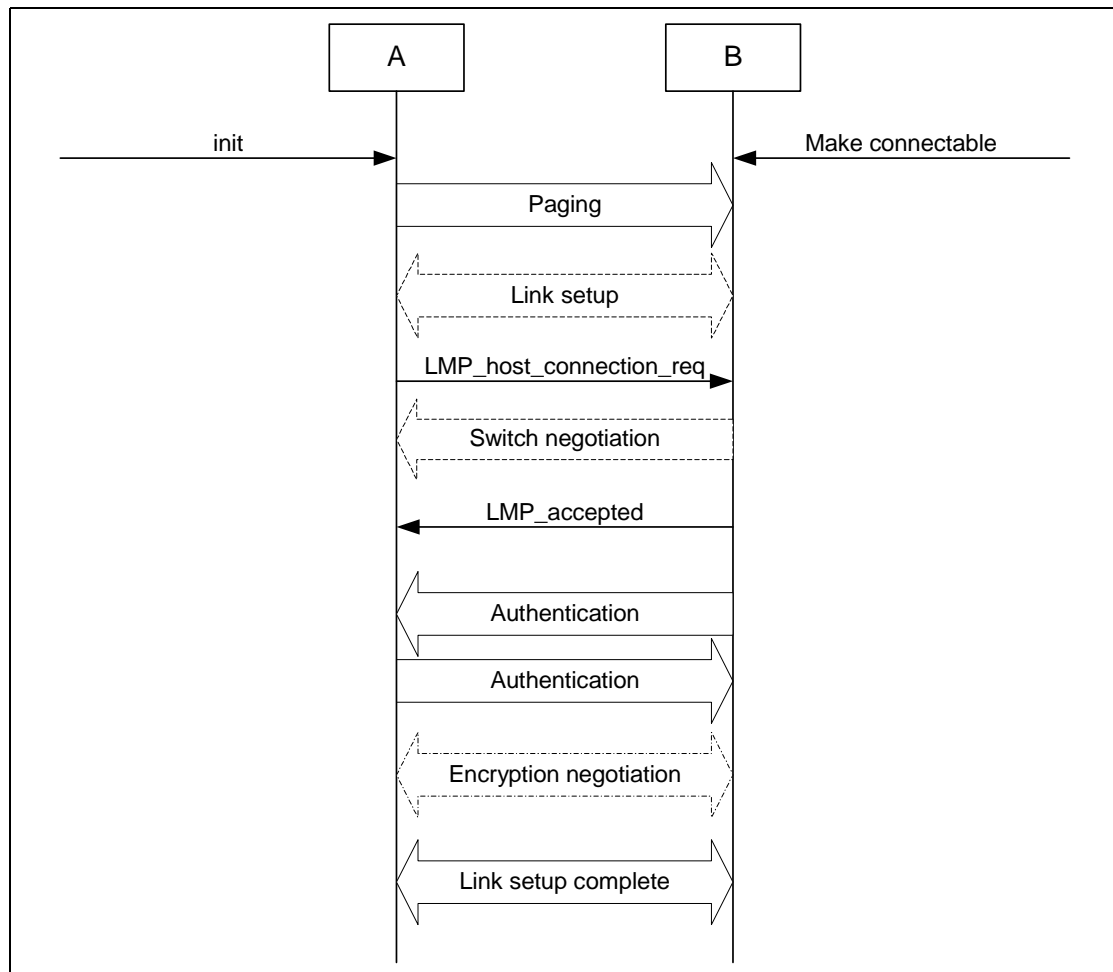 A
B
init
Make connectable
Paging
Link setup
LMP_host_connection_req
Switch negotiation
LMP_accepted
Authentication
Authentication
Encryption negotiation
Link setup complete